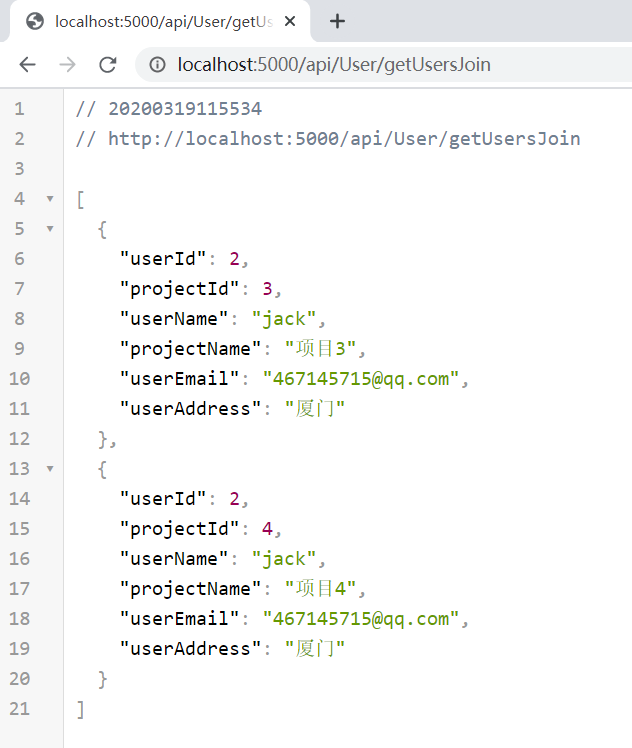 localhost:5000/api/User/getUs
localhost:5000/api/User/getUsersJoin
1 // 20200319115534
2 // http://localhost:5000/api/User/getUsersJoin
3
4 [
5 {
6 "userId": 2,
7 "projectId": 3,
8 "userName": "jack",
9 "projectName": "项目3",
10 "userEmail": "467145715@qq.com",
11 "userAddress": "厦门"
12 },
13 {
14 "userId": 2,
15 "projectId": 4,
16 "userName": "jack",
17 "projectName": "项目4",
18 "userEmail": "467145715@qq.com",
19 "userAddress": "厦门"
20 }
21 ]